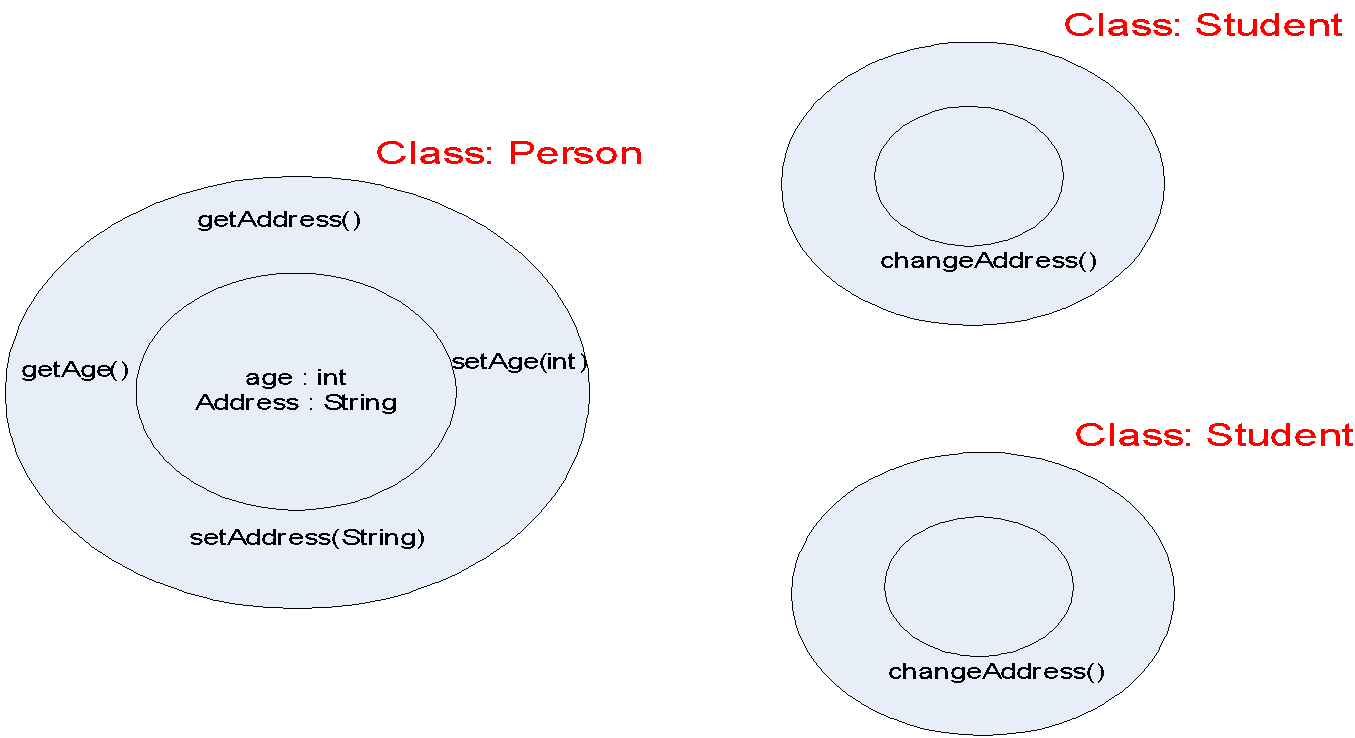 Class: Student
Class: Person
getAddress()
changeAddress()
getAge()
setAge(int)
age : int
Address : String
setAddress(String)
Class: Student
changeAddress()